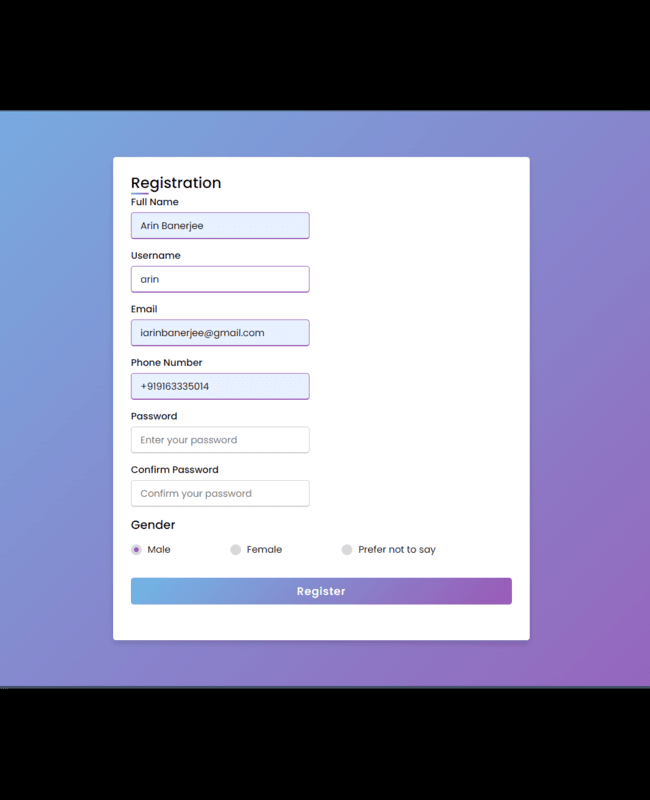 Registration
Full Name
Arin Banerjee
Username
arin
Email
iarinbanerjee@gmail.com
Phone Number
+919163335014
Password
Enter your password
Confirm Password
Confirm your password
Gender
Male Female Prefer not to say
Register